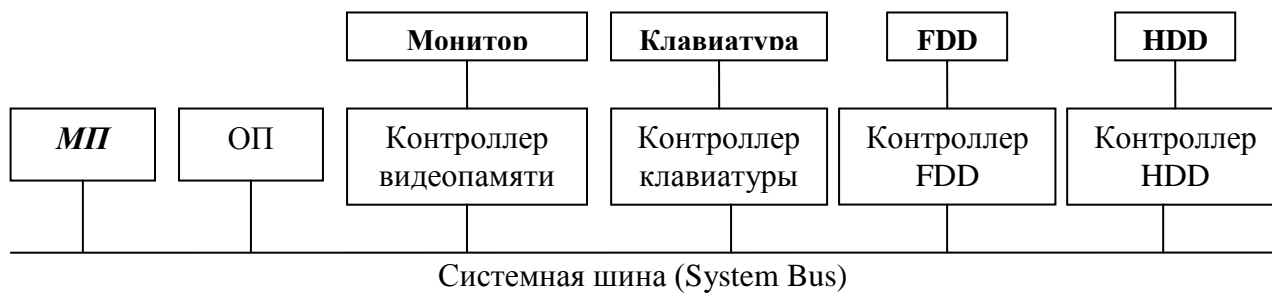 Монитор
Клавиатура
FDD
HDD
МП
ОП
Контроллер
видеопамяти
Контроллер
клавиатуры
Контроллер
FDD
Контроллер
HDD
Системная шина (System Bus)